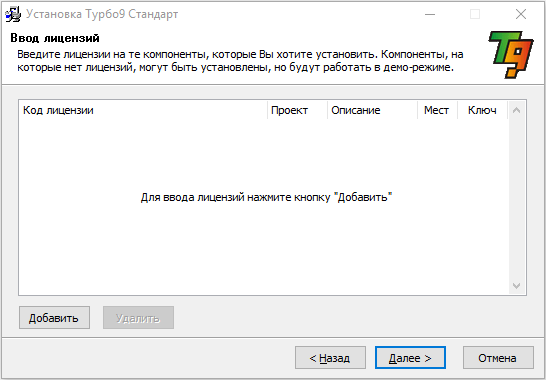 Установка Турбо9 Стандарт
Ввод лицензий
Введите лицензии на те компоненты, которые Вы хотите установить. Компоненты, на
которые нет лицензий, могут быть установлены, но будут работать в демо-режиме.
T9
Код лицензии Проект Описание Мест Ключ
Для ввода лицензий нажмите кнопку "Добавить"
Добавить Удалить
< Назад Далее > Отмена